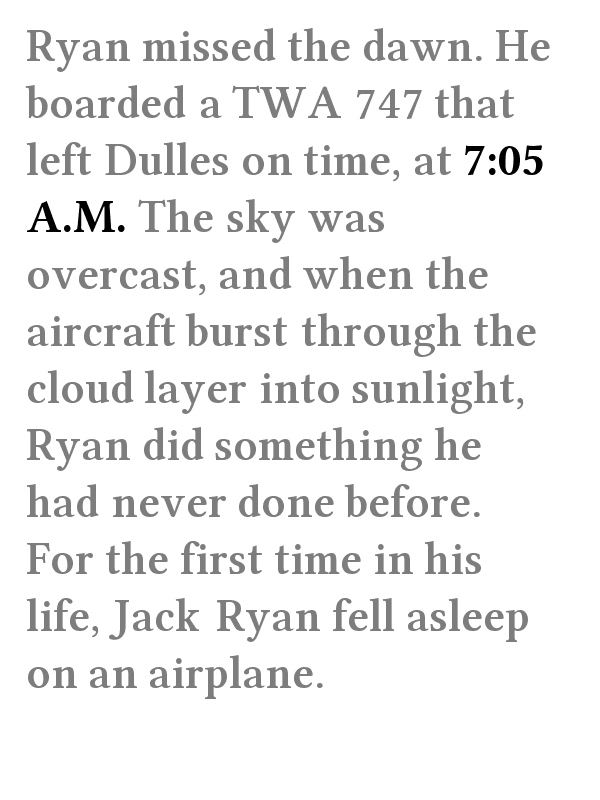 Ryan missed the dawn. He
boarded a TWA 747 that
left Dulles on time, at 7:05
A.M. The sky was
overcast, and when the
aircraft burst through the
cloud layer into sunlight,
Ryan did something he
had never done before.
For the first time in his
life, Jack Ryan fell asleep
on an airplane.